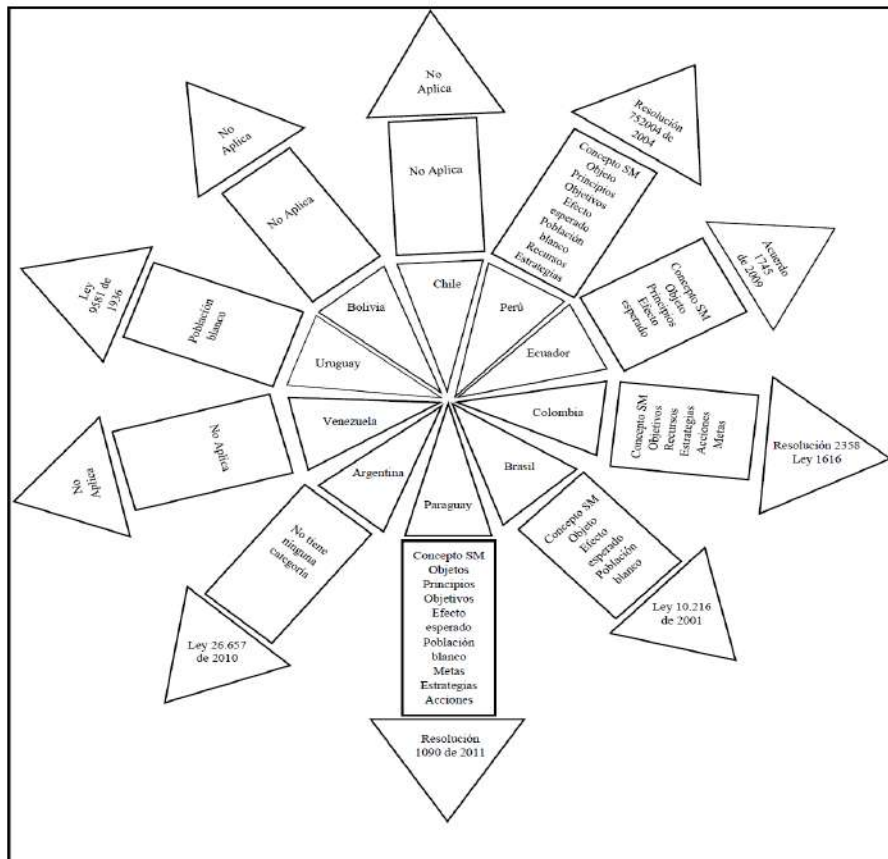 No
Aplica
No Aplica
Chile
Resolución
752004 de
2004
Concepto SM
Objeto
Principios
Objetivos
Efecto
esperado
Población
blanco
Recursos
Estrategias
Perú
Acuerdo
1745
de 2009
Concepto SM
Objeto
Principios
Efecto
esperado
Ecuador
Resolución 2358
Ley 1616
Concepto SM
Objetivos
Recursos
Estrategias
Acciones
Metas
Colombia
Ley 10.216
de 2001
Concepto SM
Objeto
Efecto
esperado
Población
blanco
Brasil
Paraguay
Concepto SM
Objetos
Principios
Objetivos
Efecto
esperado
Población
blanco
Metas
Estrategias
Acciones
Resolución
1090 de 2011
Argentina
No tiene
ninguna
categoría
Ley 26.657
de 2010
Venezuela
No Aplica
No
Aplica
Uruguay
Población
blanco
Ley
9581 de
1936
Bolivia
No Aplica
No
Aplica